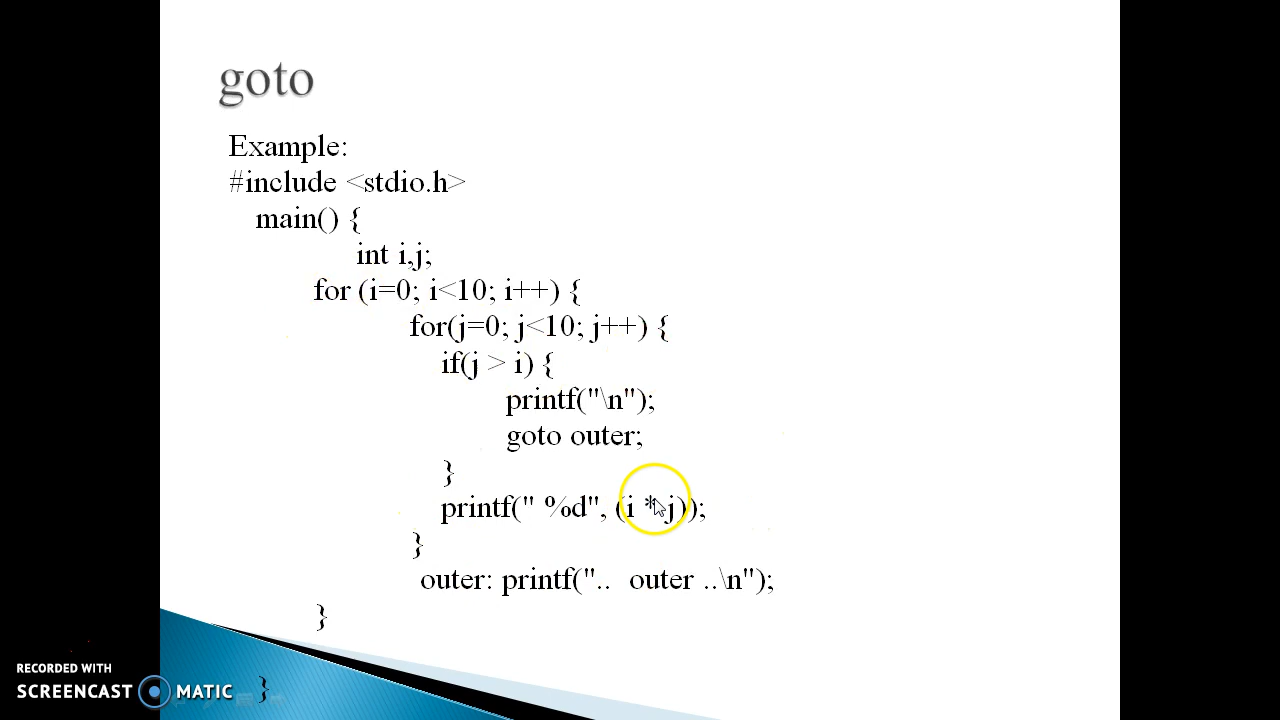 goto
Example:
#include <stdio.h>
main() {
int i,j;
for (i=0; i<10; i++) {
for(j=0; j<10; j++) {
if(j > i) {
printf("\n");
goto outer;
}
printf(" %d", (i * j));
}
outer: printf(".. outer ..\n");
}
}
RECORDED WITH
SCREENCAST MATIC